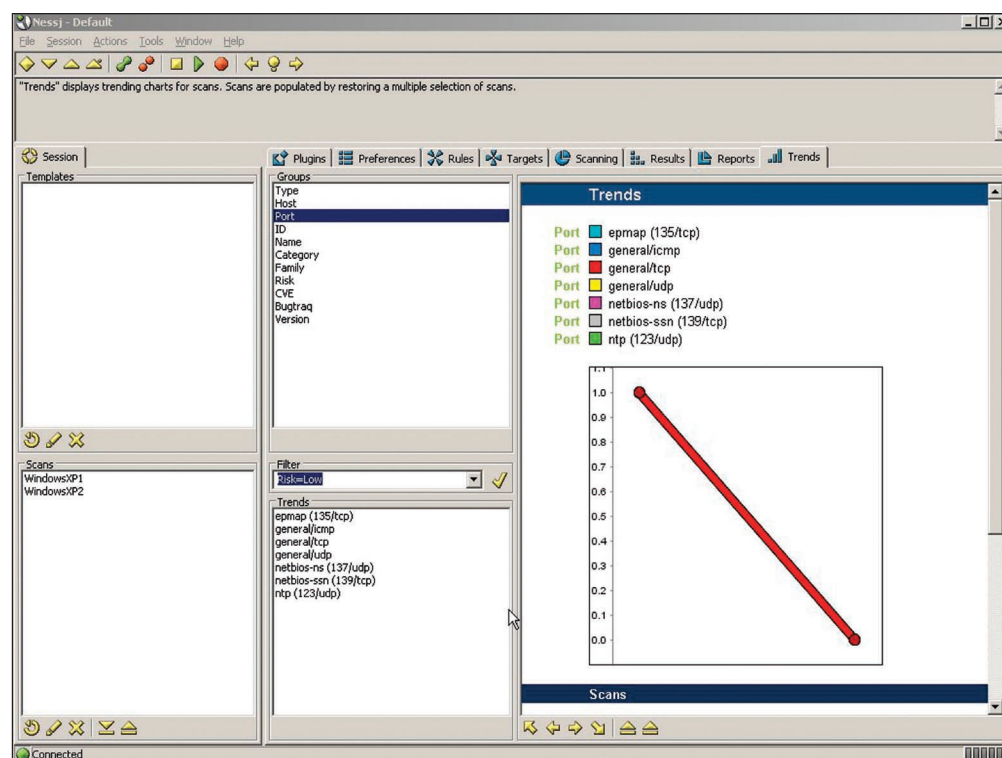 Nessj - Default
File Session Actions Tools Window Help
"Trends" displays trending charts for scans. Scans are populated by restoring a multiple selection of scans.
Session
Plugins Preferences Rules Targets Scanning Results Reports Trends
Templates
Groups
Type
Host
Port
ID
Name
Category
Family
Risk
CVE
Bugtraq
Version
Scans
WindowsXP1
WindowsXP2
Filter
Risk=Low
Trends
epmap (135/tcp)
general/icmp
general/tcp
general/udp
netbios-ns (137/udp)
netbios-ssn (139/tcp)
ntp (123/udp)
Trends
Port epmap (135/tcp)
Port general/icmp
Port general/tcp
Port general/udp
Port netbios-ns (137/udp)
Port netbios-ssn (139/tcp)
Port ntp (123/udp)
1.1
1.0
0.9
0.8
0.7
0.6
0.5
0.4
0.3
0.2
0.1
0.0
Scans
Connected